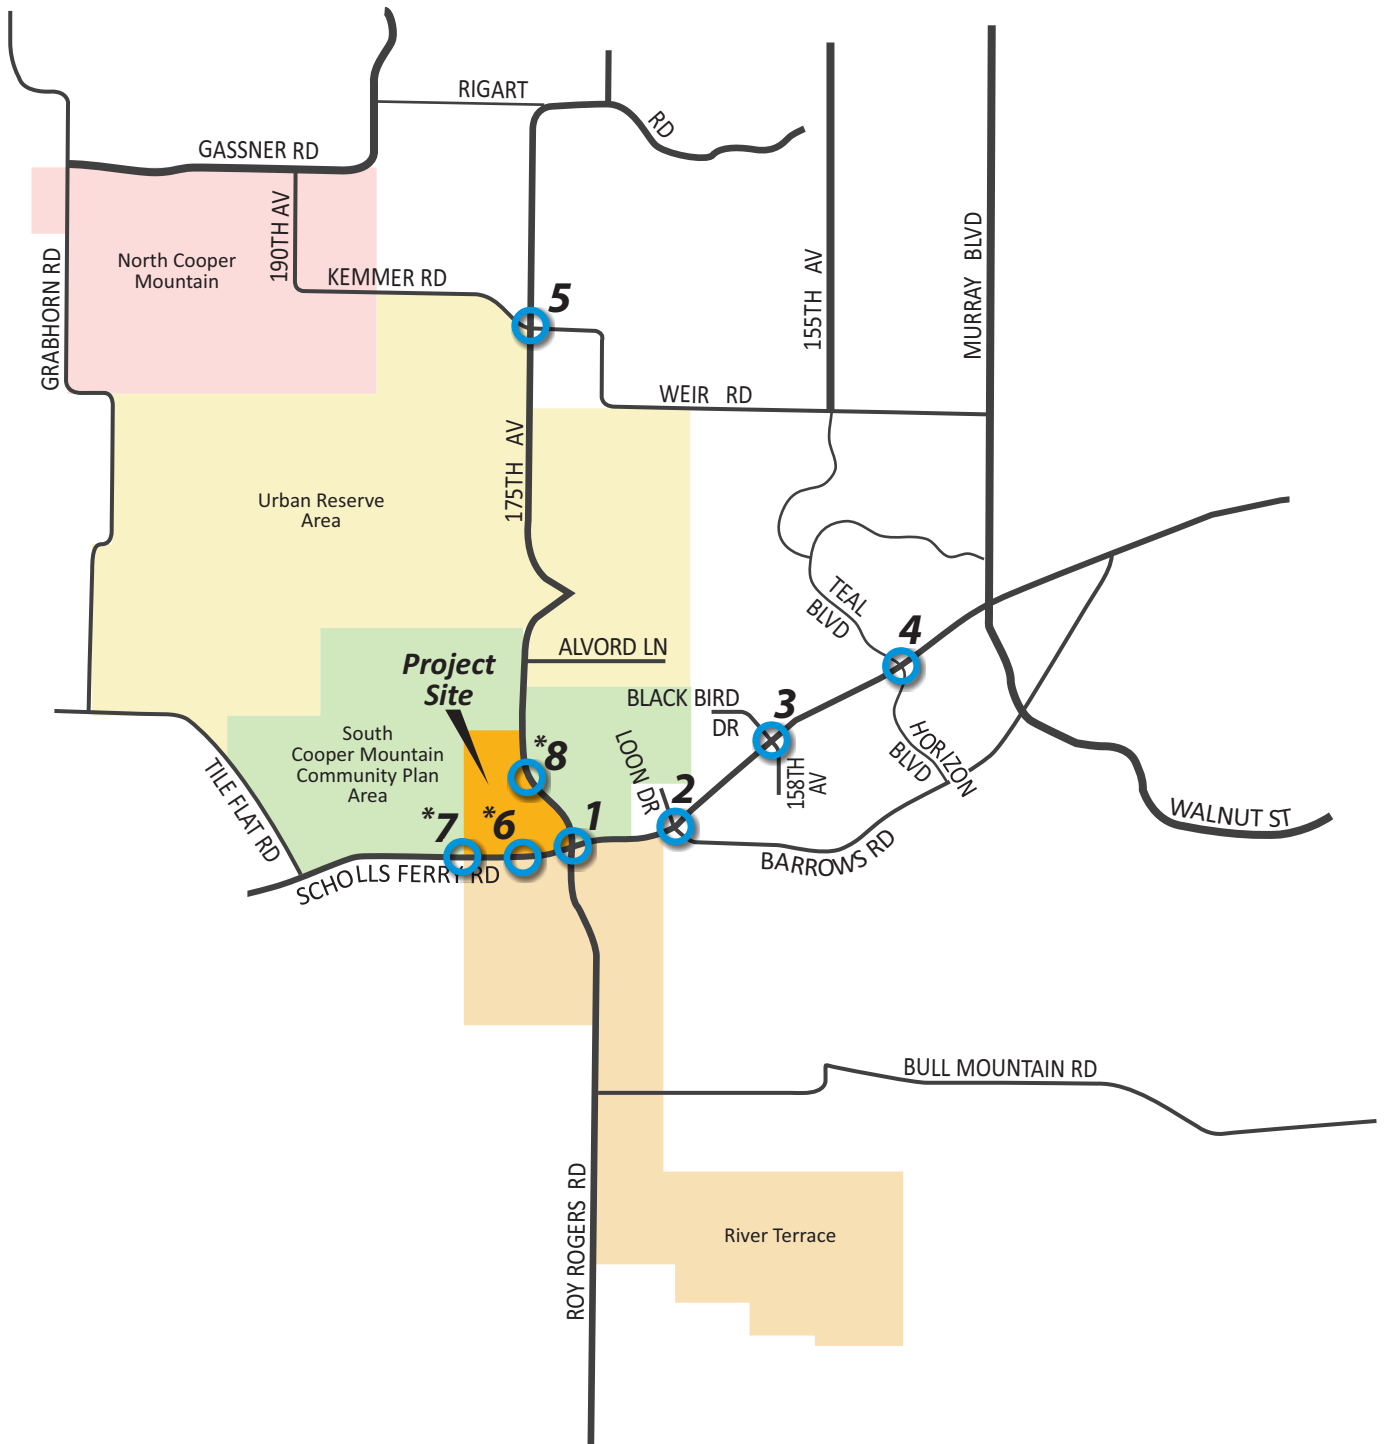 RIGART
RD
GASSNER RD
190TH AV
North Cooper
Mountain
GRABHORN RD
KEMMER RD
5
155TH AV
MURRAY BLVD
WEIR RD
175TH AV
Urban Reserve
Area
TEAL
BLVD
4
ALVORD LN
Project
Site
BLACK BIRD
DR
3
HORIZON
BLVD
South
Cooper Mountain
Community Plan
Area
*8
LOON DR
2
158TH
AV
TILE FLAT RD
*7
*6
1
WALNUT ST
BARROWS RD
SCHOLLS FERRY RD
BULL MOUNTAIN RD
ROY ROGERS RD
River Terrace